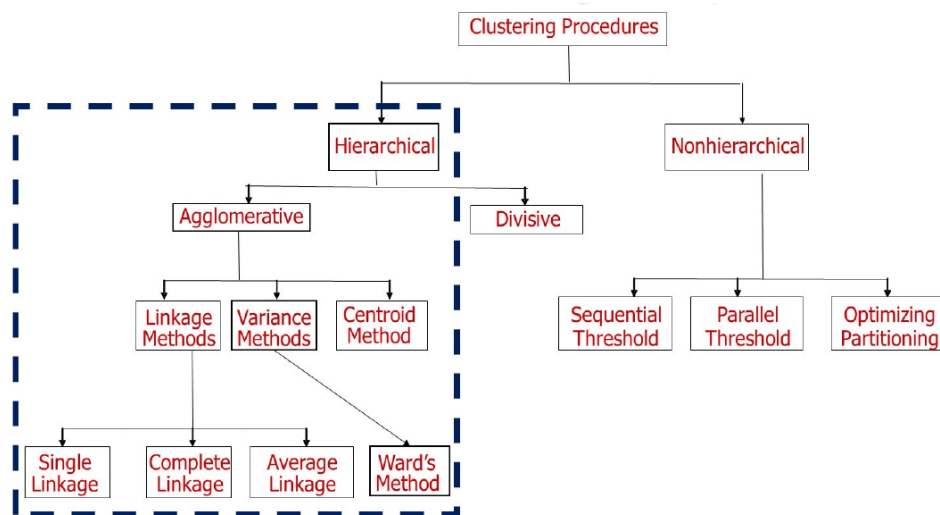 Clustering Procedures
Hierarchical
Nonhierarchical
Agglomerative
Divisive
Linkage
Methods
Variance
Methods
Centroid
Method
Sequential
Threshold
Parallel
Threshold
Optimizing
Partitioning
Single
Linkage
Complete
Linkage
Average
Linkage
Ward's
Method